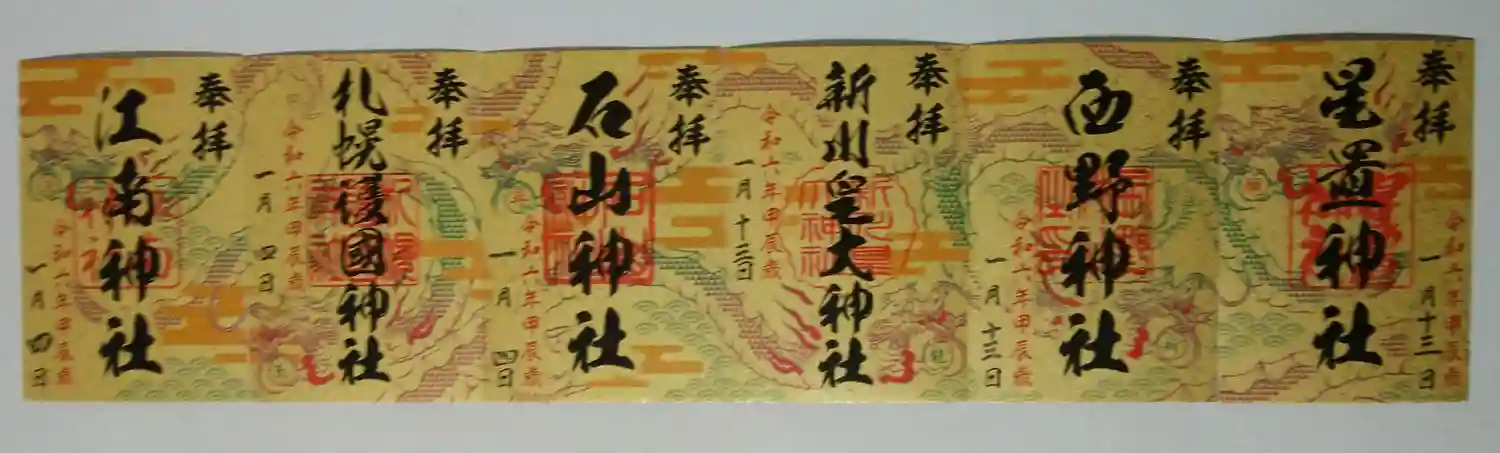 奉拝
星置神社
令和六年甲辰歳
一月十三日
奉拝
西野神社
令和六年甲辰歳
一月十三日
奉拝
新川皇大神社
令和六年甲辰歳
一月十三日
奉拝
石山神社
令和六年甲辰歳
一月四日
奉拝
札幌護國神社
令和六年甲辰歳
一月四日
奉拝
江南神社
令和六年甲辰歳
一月四日